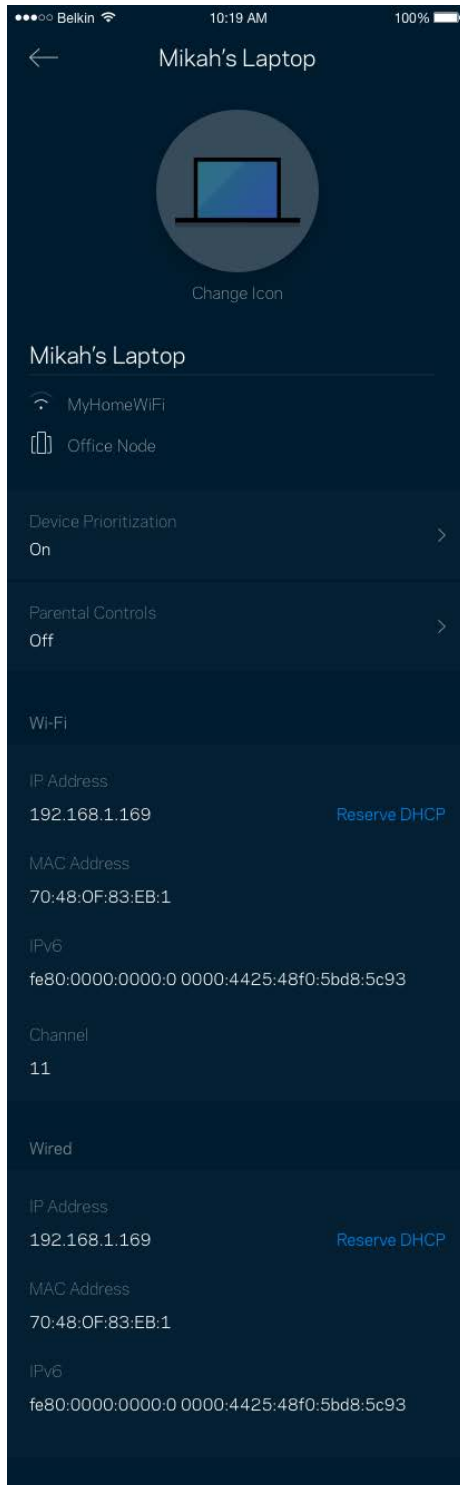 Belkin 10:19 AM 100%
Mikah's Laptop
Change Icon
Mikah's Laptop
MyHomeWiFi
Office Node
Device Prioritization
On
Parental Controls
Off
Wi-Fi
IP Address
192.168.1.169 Reserve DHCP
MAC Address
70:48:0F:83:EB:1
IPv6
fe80:0000:0000:0 0000:4425:48f0:5bd8:5c93
Channel
11
Wired
IP Address
192.168.1.169 Reserve DHCP
MAC Address
70:48:0F:83:EB:1
IPv6
fe80:0000:0000:0 0000:4425:48f0:5bd8:5c93